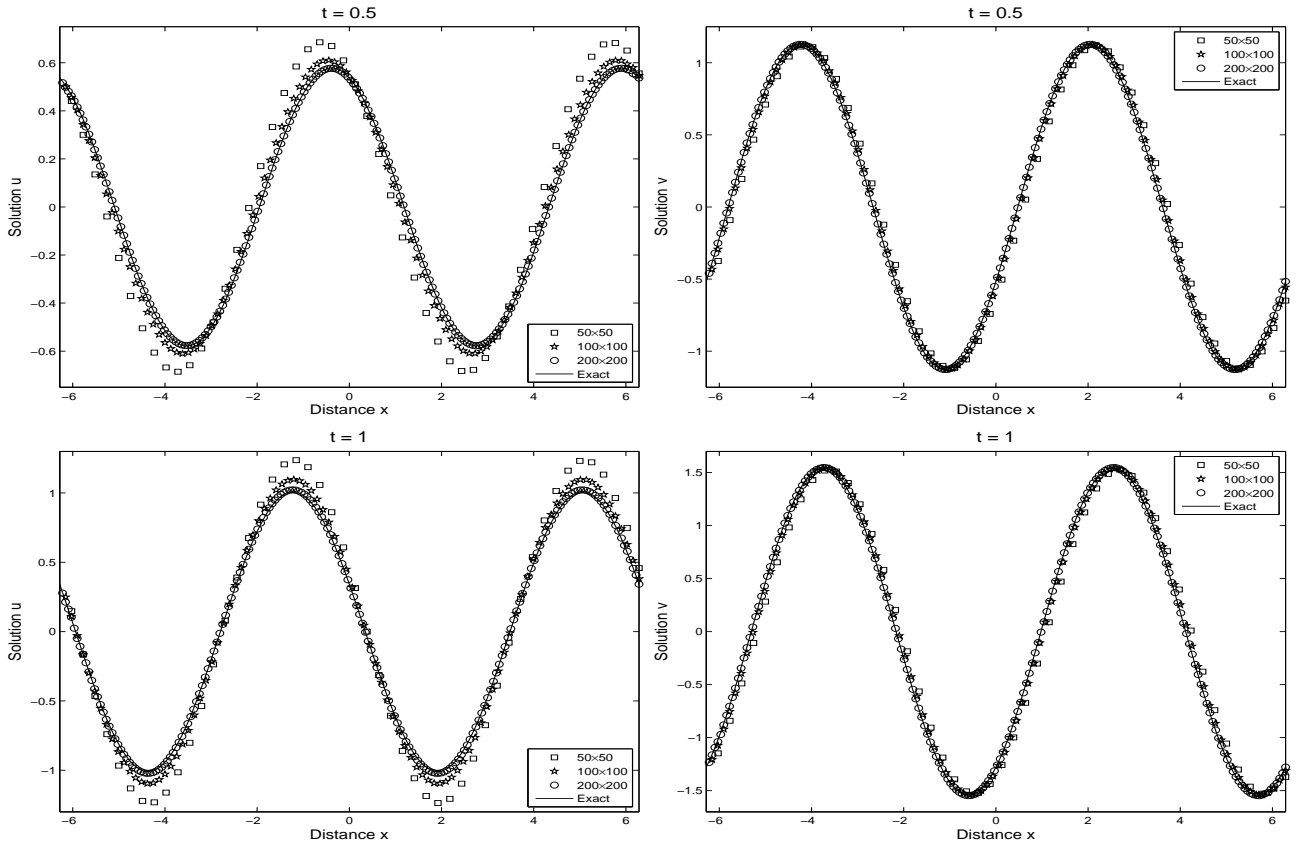 t = 0.5
0.6
0.4
0.2
0
−0.2
−0.4
−0.6
Solution u
−6 −4 −2 0 2 4 6
Distance x
50×50
100×100
200×200
Exact
t = 0.5
1
0.5
0
−0.5
−1
Solution v
−6 −4 −2 0 2 4 6
Distance x
50×50
100×100
200×200
Exact
t = 1
1
0.5
0
−0.5
−1
Solution u
−6 −4 −2 0 2 4 6
Distance x
50×50
100×100
200×200
Exact
t = 1
1.5
1
0.5
0
−0.5
−1
−1.5
Solution v
−6 −4 −2 0 2 4 6
Distance x
50×50
100×100
200×200
Exact